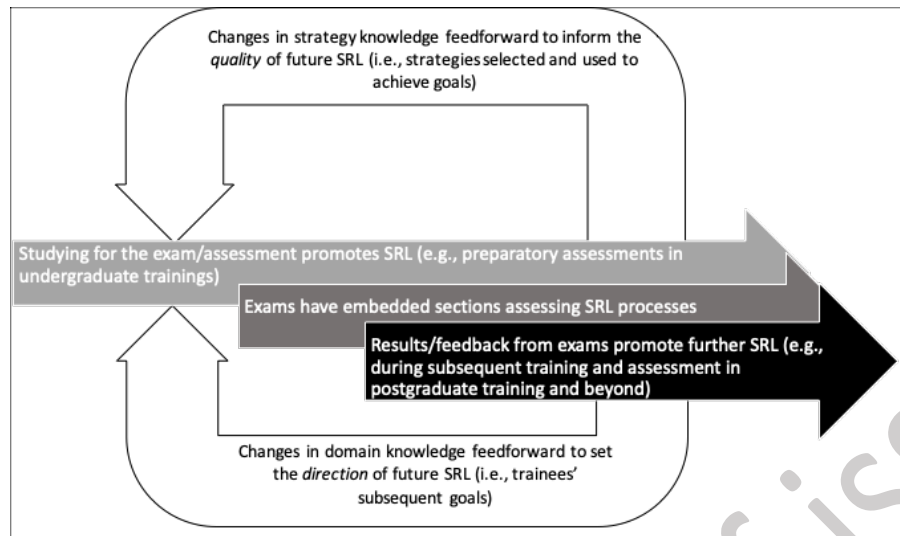 Changes in strategy knowledge feedforward to inform the
quality of future SRL (i.e., strategies selected and used to
achieve goals)
Studying for the exam/assessment promotes SRL (e.g., preparatory assessments in
undergraduate trainings)
Exams have embedded sections assessing SRL processes
Results/feedback from exams promote further SRL (e.g.,
during subsequent training and assessment in
postgraduate training and beyond)
Changes in domain knowledge feedforward to set
the direction of future SRL (i.e., trainees’
subsequent goals)